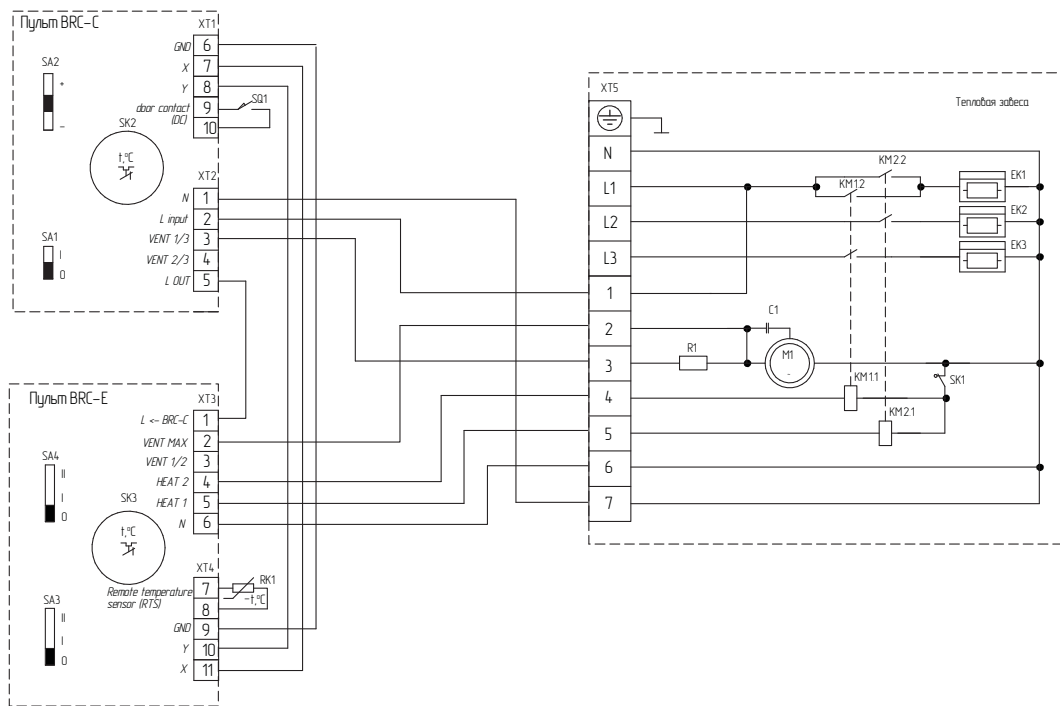 Пульт BRC-C
XT1
GND 6
X 7
Y 8
door contact (DC) 9
10
SQ1
SA2
+
−
SK2
t,°C
XT2
N 1
L input 2
VENT 1/3 3
VENT 2/3 4
L OUT 5
SA1
I
0
Пульт BRC-E
XT3
L <- BRC-C 1
VENT MAX 2
VENT 1/2 3
HEAT 2 4
HEAT 1 5
N 6
SA4
II
I
0
SK3
t,°C
XT4
Remote temperature 7
sensor (RTS) 8
GND 9
Y 10
X 11
RK1
-t,°C
SA3
II
I
0
XT5
Тепловая завеса
N
L1
L2
L3
1
2
3
4
5
6
7
KM2.2
KM1.2
EK1
EK2
EK3
C1
R1
M1
-
SK1
KM1.1
KM2.1